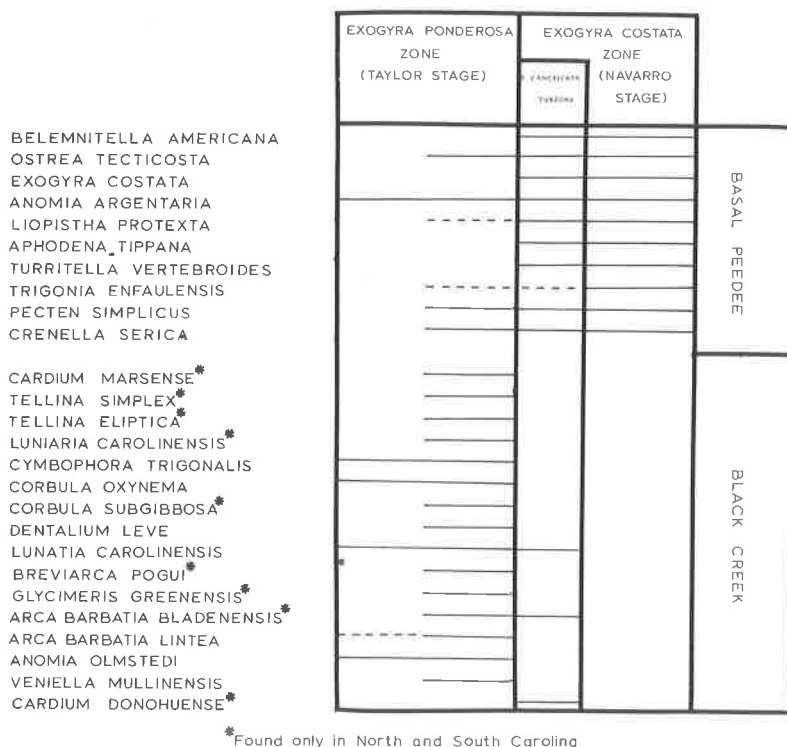 EXOGYRA PONDEROSA
ZONE
(TAYLOR STAGE)
EXOGYRA COSTATA
ZONE
(NAVARRO
STAGE)
E. CANCELLATA
SUBZONE
BELEMNITELLA AMERICANA
OSTREA TECTICOSTA
EXOGYRA COSTATA
ANOMIA ARGENTARIA
LIOPISTHA PROTEXTA
APHODENA TIPPANA
TURRITELLA VERTEBROIDES
TRIGONIA ENFAULENSIS
PECTEN SIMPLICUS
CRENELLA SERICA
BASAL PEEDEE
CARDIUM MARSENSE*
TELLINA SIMPLEX*
TELLINA ELIPTICA*
LUNIARIA CAROLINENSIS*
CYMBOPHORA TRIGONALIS
CORBULA OXYNEMA
CORBULA SUBGIBBOSA*
DENTALIUM LEVE
LUNATIA CAROLINENSIS
BREVIARCA POGUI*
GLYCIMERIS GREENENSIS*
ARCA BARBATIA BLADENENSIS*
ARCA BARBATIA LINTEA
ANOMIA OLMSTEDI
VENIELLA MULLINENSIS
CARDIUM DONOHUENSE*
BLACK CREEK
*Found only in North and South Carolina